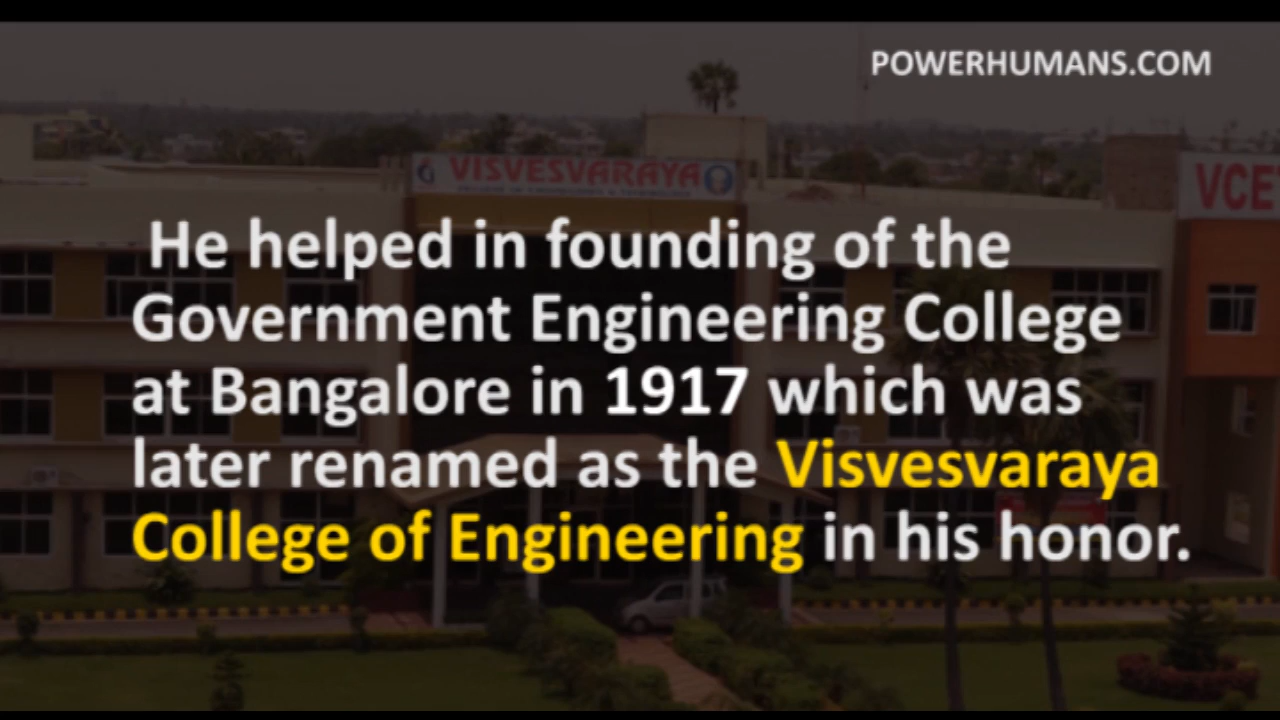 POWERHUMANS.COM
VISVESVARAYA
VCE
He helped in founding of the
Government Engineering College
at Bangalore in 1917 which was
later renamed as the Visvesvaraya
College of Engineering in his honor.